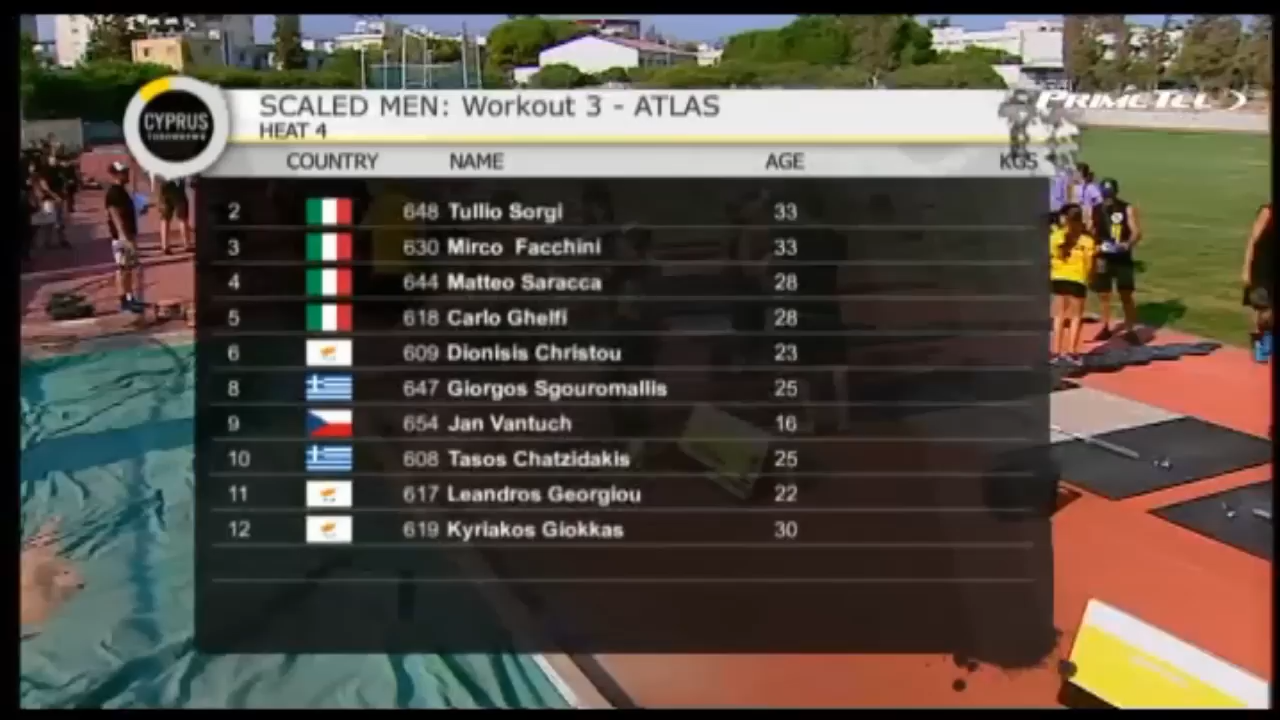 CYPRUS
THROWDOWN
SCALED MEN: Workout 3 - ATLAS
HEAT 4
PRIMETEL
COUNTRY NAME AGE KGS
2 648 Tullio Sorgi 33
3 630 Mirco Facchini 33
4 644 Matteo Saracca 28
5 618 Carlo Ghelfi 28
6 609 Dionisis Christou 23
8 647 Giorgos Sgouromallis 25
9 654 Jan Vantuch 16
10 608 Tasos Chatzidakis 25
11 617 Leandros Georgiou 22
12 619 Kyriakos Giokkas 30